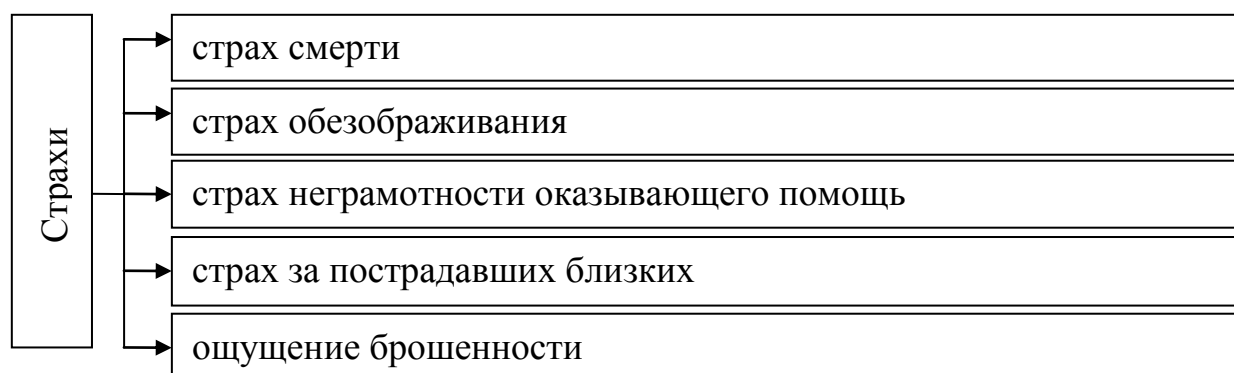 Страхи
страх смерти
страх обезображивания
страх неграмотности оказывающего помощь
страх за пострадавших близких
ощущение брошенности